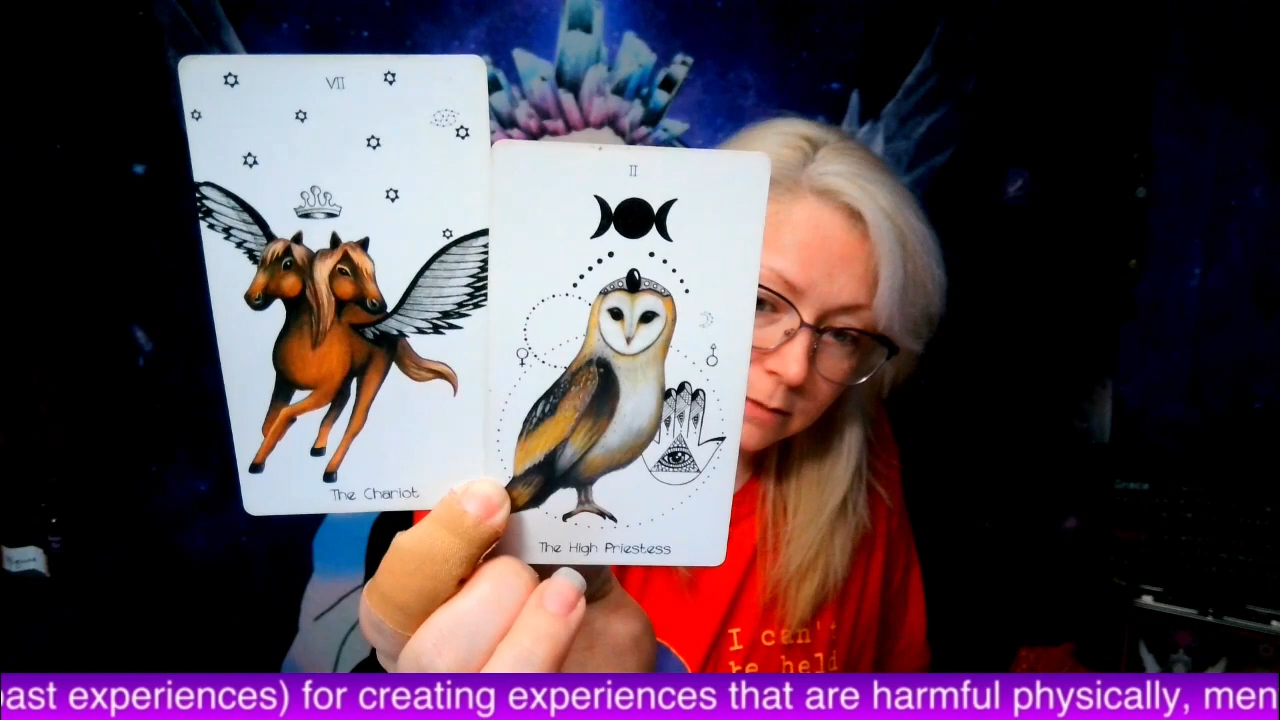 VII
The Chariot
II
The High Priestess
I can't
be held
Grace
ast experiences) for creating experiences that are harmful physically, men